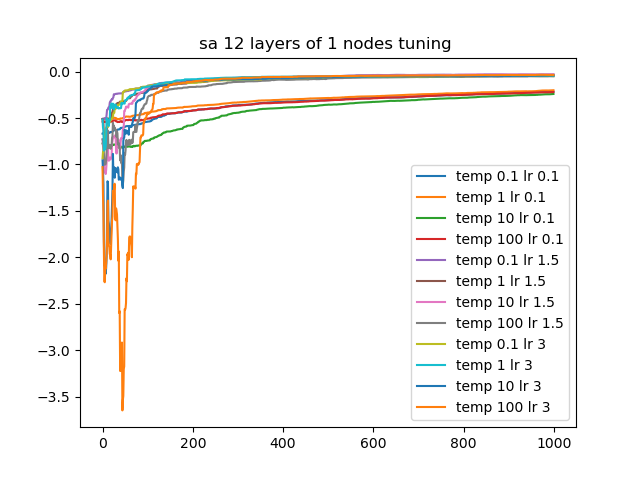 sa 12 layers of 1 nodes tuning
0.0
−0.5
−1.0
−1.5
−2.0
−2.5
−3.0
−3.5
0 200 400 600 800 1000
temp 0.1 lr 0.1
temp 1 lr 0.1
temp 10 lr 0.1
temp 100 lr 0.1
temp 0.1 lr 1.5
temp 1 lr 1.5
temp 10 lr 1.5
temp 100 lr 1.5
temp 0.1 lr 3
temp 1 lr 3
temp 10 lr 3
temp 100 lr 3